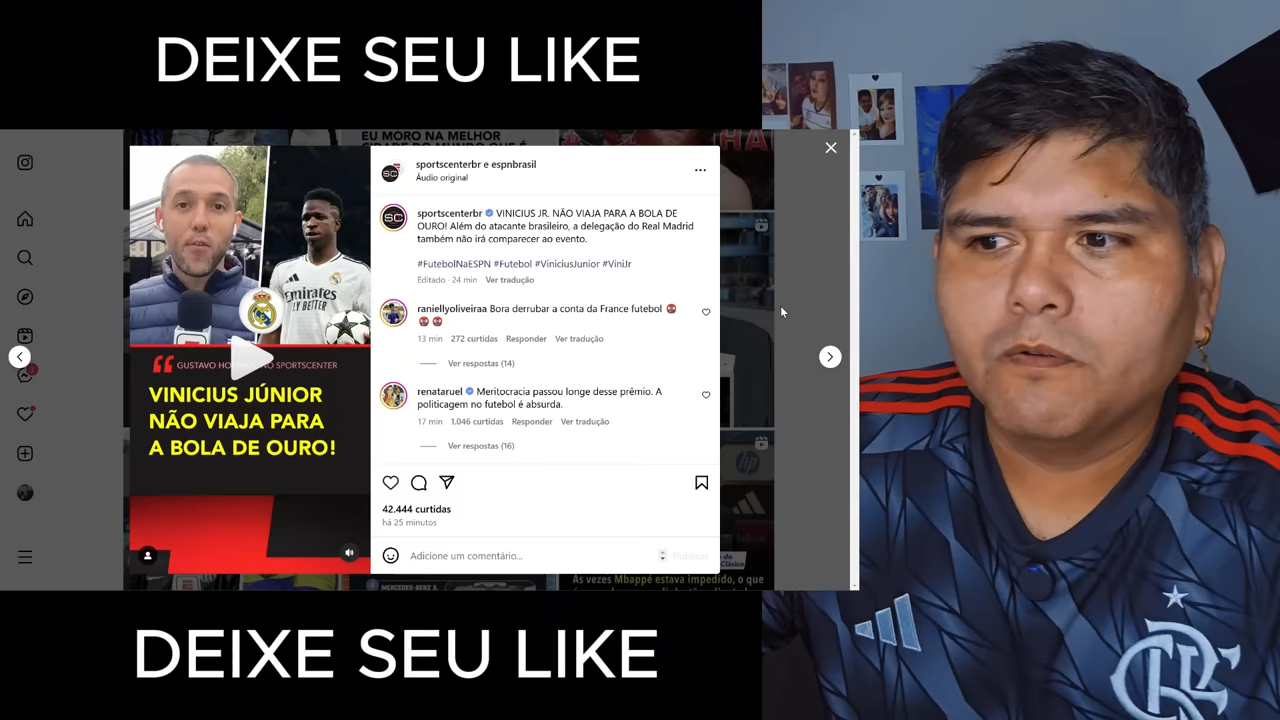 DEIXE SEU LIKE
EU MORO NA MELHOR
sportscenterbr e espnbrasil
Áudio original
sportscenterbr VINICIUS JR. NÃO VIAJA PARA A BOLA DE
OURO! Além do atacante brasileiro, a delegação do Real Madrid
também não irá comparecer ao evento.
#FutebolNaESPN #Futebol #ViniciusJunior #ViniJr
Editado · 24 min Ver tradução
raniellyoliveiraa Bora derrubar a conta da France futebol
13 min 272 curtidas Responder Ver tradução
Ver respostas (14)
renataruel Meritocracia passou longe desse prêmio. A
politicagem no futebol é absurda.
17 min 1.046 curtidas Responder Ver tradução
Ver respostas (16)
42.444 curtidas
há 25 minutos
Adicione um comentário... Publicar
SC
Emirates
FLY BETTER
GUSTAVO HO NO SPORTSCENTER
VINICIUS JÚNIOR
NÃO VIAJA PARA
A BOLA DE OURO!
hp
Clásico
Às vezes Mbappé estava impedido, o que
DEIXE SEU LIKE